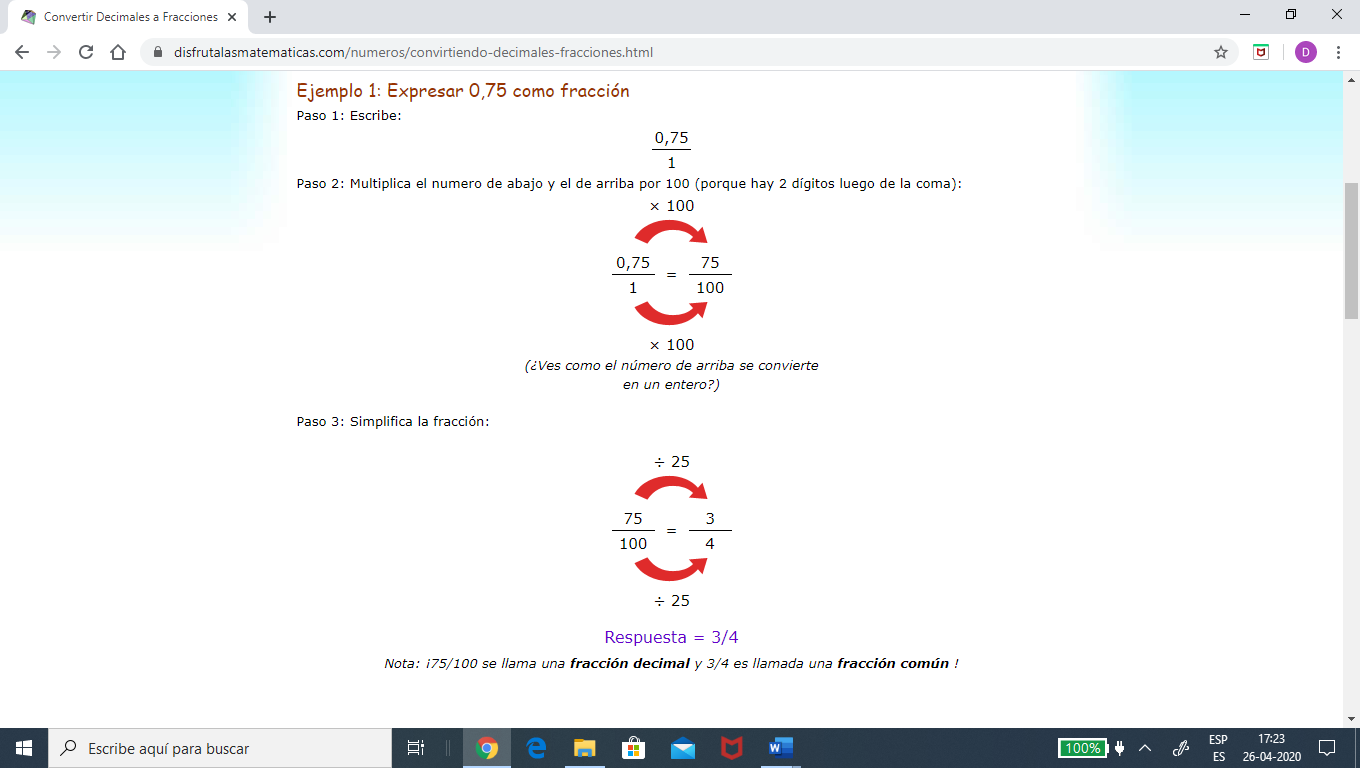 Convertir Decimales a Fracciones
disfrutalasmatematicas.com/numeros/convirtiendo-decimales-fracciones.html
D
Ejemplo 1: Expresar 0,75 como fracción
Paso 1: Escribe:
0,75
1
Paso 2: Multiplica el numero de abajo y el de arriba por 100 (porque hay 2 dígitos luego de la coma):
× 100
0,75 = 75
1 100
× 100
(¿Ves como el número de arriba se convierte
en un entero?)
Paso 3: Simplifica la fracción:
÷ 25
75 = 3
100 4
÷ 25
Respuesta = 3/4
Nota: ¡75/100 se llama una fracción decimal y 3/4 es llamada una fracción común !
Escribe aquí para buscar
100%
ESP
ES
17:23
26-04-2020